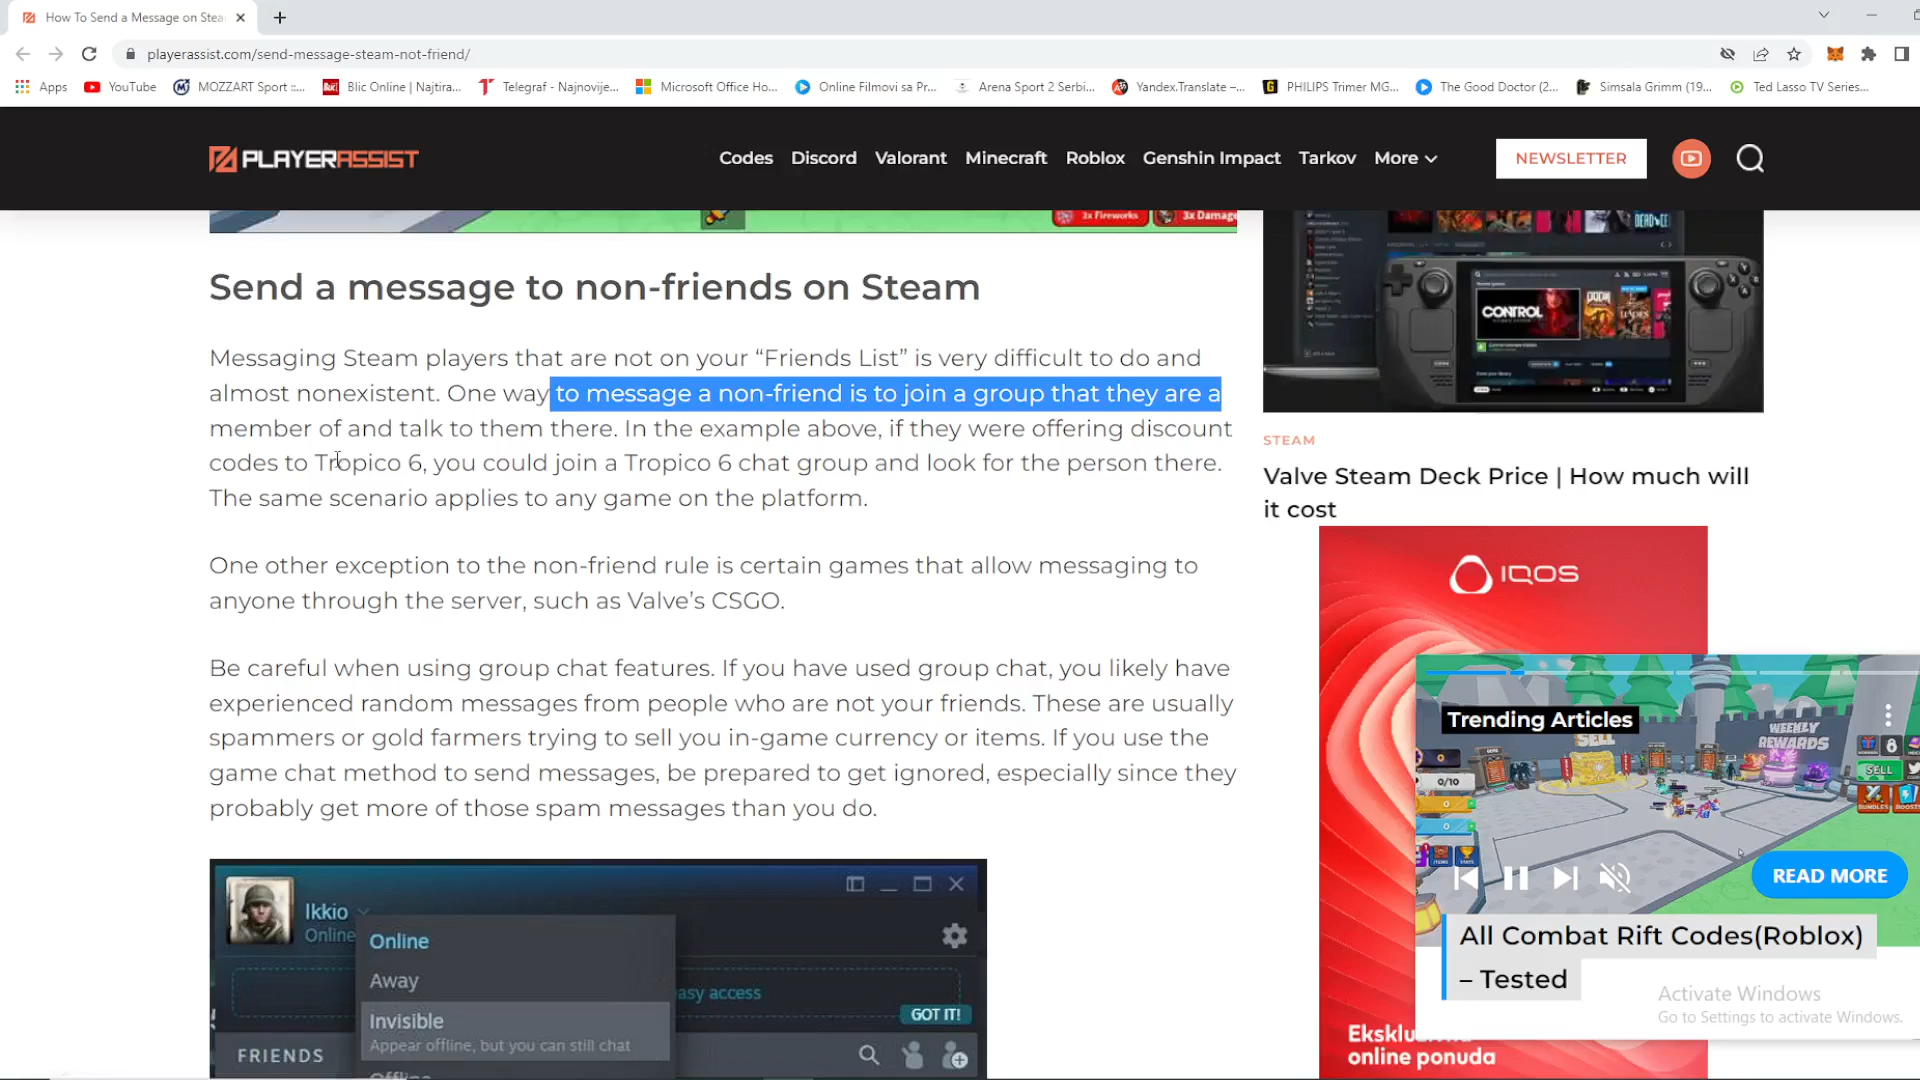 How To Send a Message on Stea
playerassist.com/send-message-steam-not-friend/
Apps
YouTube
MOZZART Sport ::...
Blic Online | Najtira...
Telegraf - Najnovije...
Microsoft Office Ho...
Online Filmovi sa Pr...
Arena Sport 2 Serbi...
Yandex.Translate –...
PHILIPS Trimer MG...
The Good Doctor (2...
Simsala Grimm (19...
Ted Lasso TV Series...
PLAYERASSIST
Codes
Discord
Valorant
Minecraft
Roblox
Genshin Impact
Tarkov
More
NEWSLETTER
3x Fireworks
3x Damage
Send a message to non-friends on Steam
Messaging Steam players that are not on your “Friends List” is very difficult to do and
almost nonexistent. One way to message a non-friend is to join a group that they are a
member of and talk to them there. In the example above, if they were offering discount
codes to Tropico 6, you could join a Tropico 6 chat group and look for the person there.
The same scenario applies to any game on the platform.
One other exception to the non-friend rule is certain games that allow messaging to
anyone through the server, such as Valve’s CSGO.
Be careful when using group chat features. If you have used group chat, you likely have
experienced random messages from people who are not your friends. These are usually
spammers or gold farmers trying to sell you in-game currency or items. If you use the
game chat method to send messages, be prepared to get ignored, especially since they
probably get more of those spam messages than you do.
Ikkio
Online
Online
Away
Invisible
Appear offline, but you can still chat
Offline
asy access
GOT IT!
FRIENDS
CONTROL
STEAM
Valve Steam Deck Price | How much will
it cost
IQOS
Trending Articles
WEEKLY
REWARDS
SELL
0/10
SELL
READ MORE
All Combat Rift Codes(Roblox)
– Tested
Activate Windows
Go to Settings to activate Windows.
online ponuda